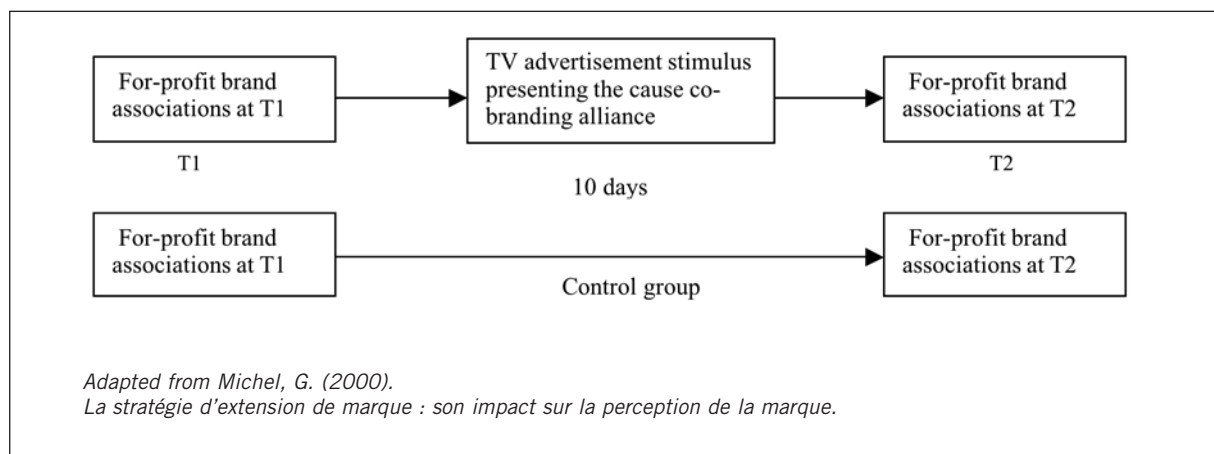 For-profit brand
associations at T1
TV advertisement stimulus
presenting the cause co-
branding alliance
For-profit brand
associations at T2
T1
T2
10 days
For-profit brand
associations at T1
For-profit brand
associations at T2
Control group
Adapted from Michel, G. (2000).
La stratégie d'extension de marque : son impact sur la perception de la marque.